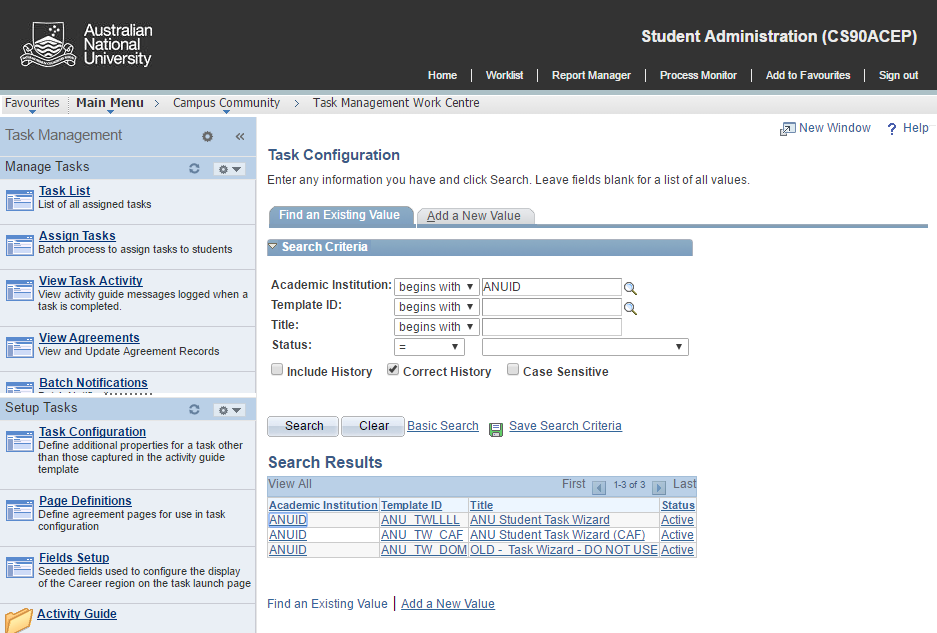 Australian
National
University
Student Administration (CS90ACEP)
Home Worklist Report Manager Process Monitor Add to Favourites Sign out
Favourites Main Menu > Campus Community > Task Management Work Centre
Task Management «
Manage Tasks
Task List
List of all assigned tasks
Assign Tasks
Batch process to assign tasks to students
View Task Activity
View activity guide messages logged when a
task is completed.
View Agreements
View and Update Agreement Records
Batch Notifications
Setup Tasks
Task Configuration
Define additional properties for a task other
than those captured in the activity guide
template
Page Definitions
Define agreement pages for use in task
configuration
Fields Setup
Seeded fields used to configure the display
of the Career region on the task launch page
Activity Guide
New Window ? Help
Task Configuration
Enter any information you have and click Search. Leave fields blank for a list of all values.
Find an Existing Value Add a New Value
Search Criteria
Academic Institution: begins with ANUID
Template ID: begins with
Title: begins with
Status: =
Include History Correct History Case Sensitive
Search Clear Basic Search Save Search Criteria
Search Results
View All First 1-3 of 3 Last
Academic Institution Template ID Title Status
ANUID ANU_TWLLLL ANU Student Task Wizard Active
ANUID ANU_TW_CAF ANU Student Task Wizard (CAF) Active
ANUID ANU_TW_DOM OLD - Task Wizard - DO NOT USE Active
Find an Existing Value | Add a New Value